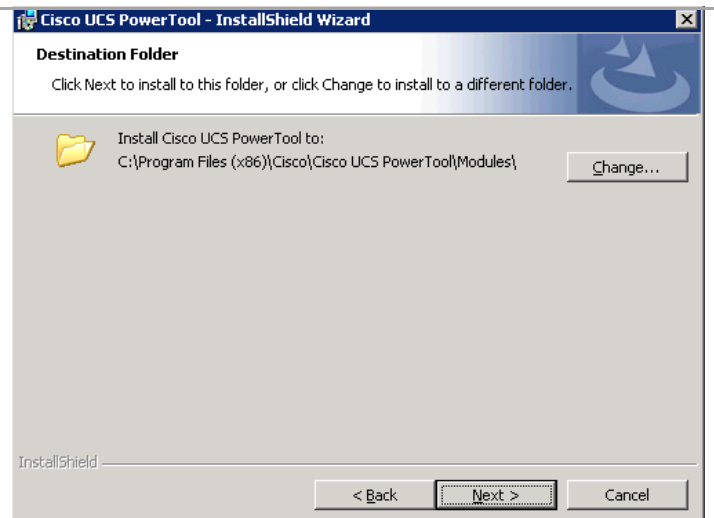 Cisco UCS PowerTool - InstallShield Wizard
Destination Folder
Click Next to install to this folder, or click Change to install to a different folder.
Install Cisco UCS PowerTool to:
C:\Program Files (x86)\Cisco\Cisco UCS PowerTool\Modules\
Change...
InstallShield
< Back Next > Cancel